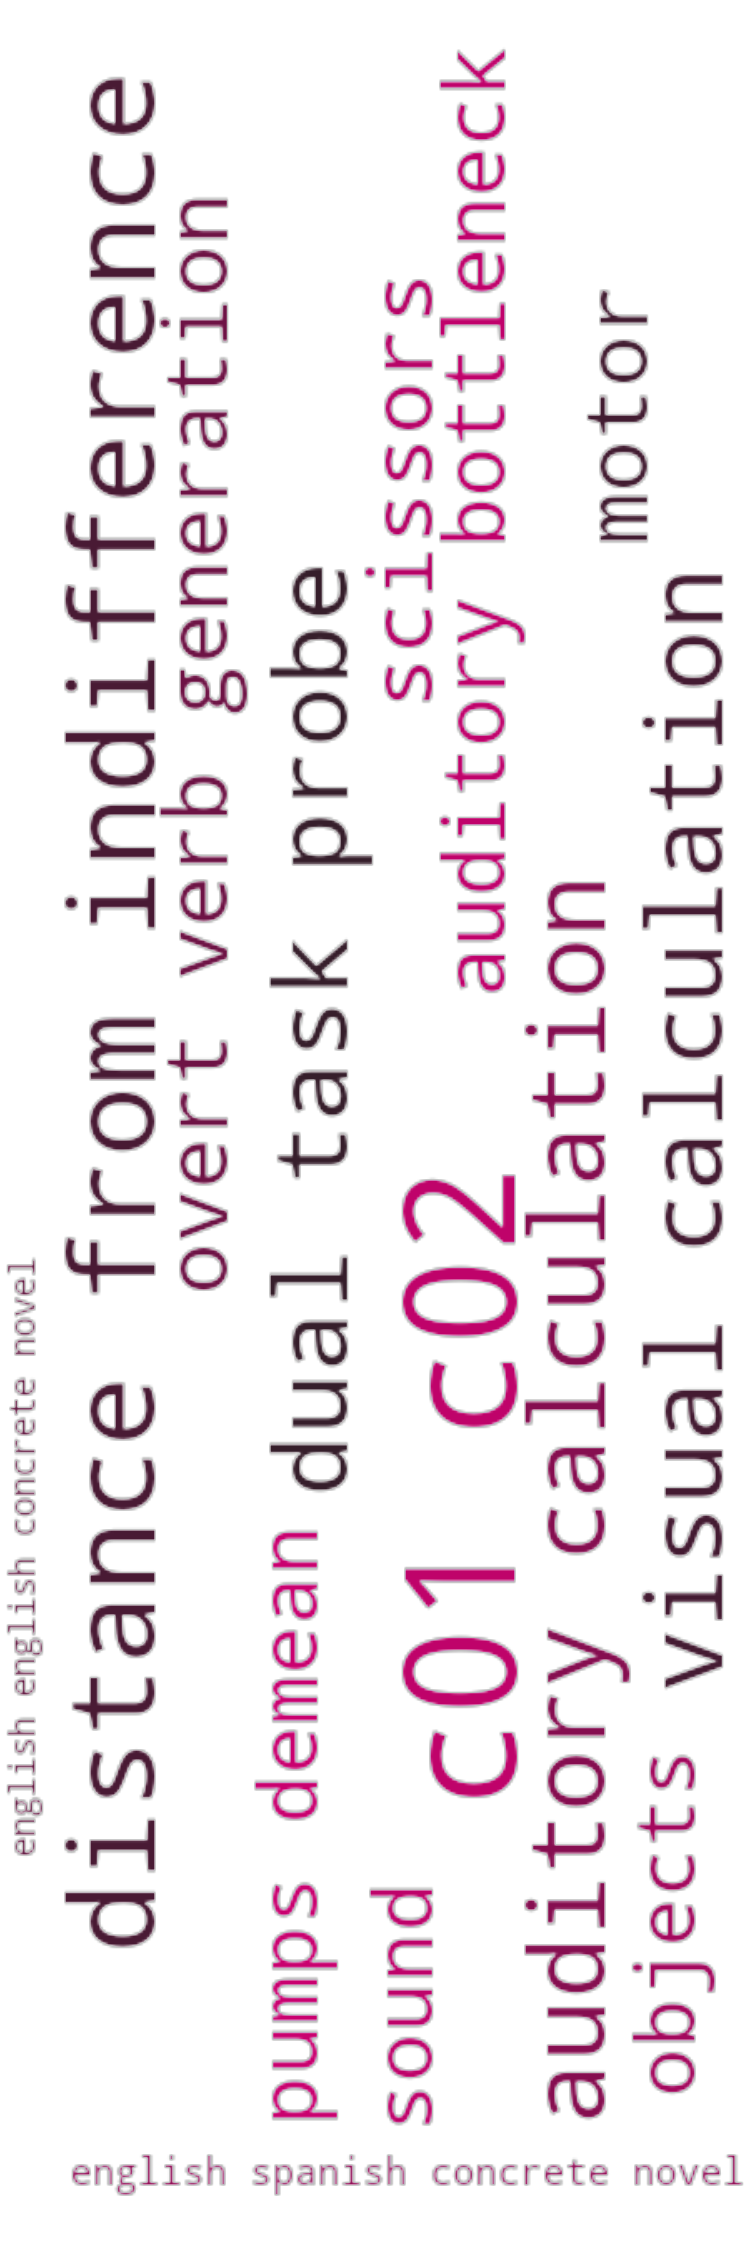 english english concrete novel
distance from indifference
overt verb generation
pumps demean
dual task probe
sound
scissors
c01 c02
auditory bottleneck
auditory calculation
motor
objects
visual calculation
english spanish concrete novel